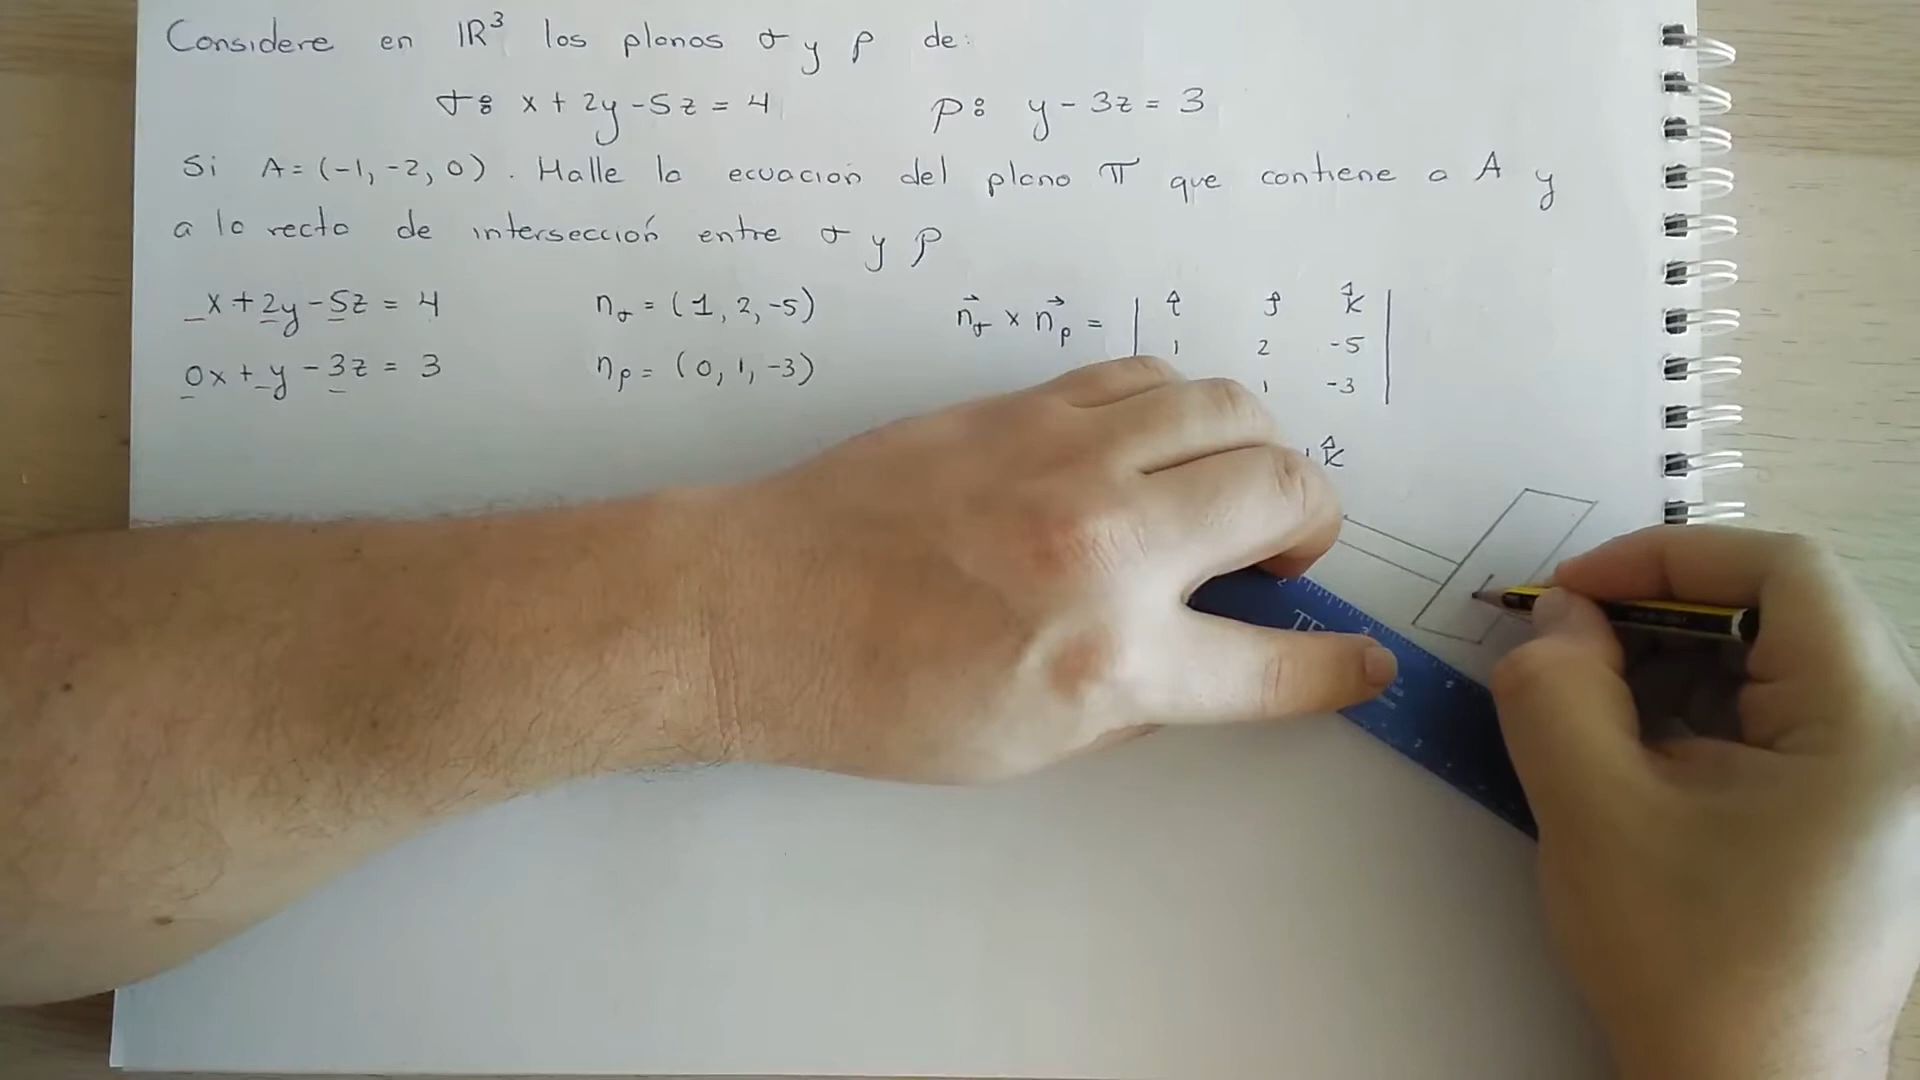 Considere en IR³ los planos σ y ρ de:
σ: x + 2y - 5z = 4 ρ: y - 3z = 3
Si A = (-1, -2, 0). Halle la ecuación del plano π que contiene a A y
a la recta de intersección entre σ y ρ
_x + 2y - 5z = 4 nσ = (1, 2, -5) n⃗σ × n⃗ρ = | î ĵ k̂ |
0x + _y - 3z = 3 nρ = (0, 1, -3) 1 2 -5
1 -3
k̂